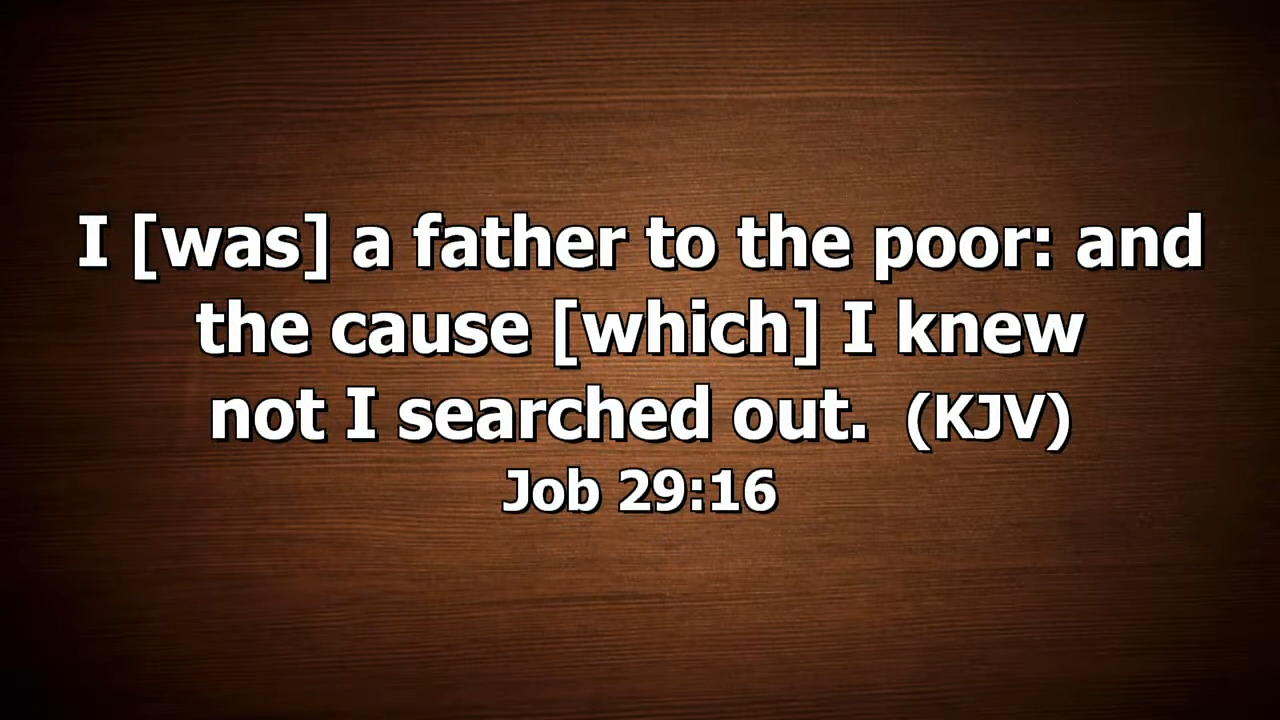 I [was] a father to the poor: and
the cause [which] I knew
not I searched out. (KJV)
Job 29:16